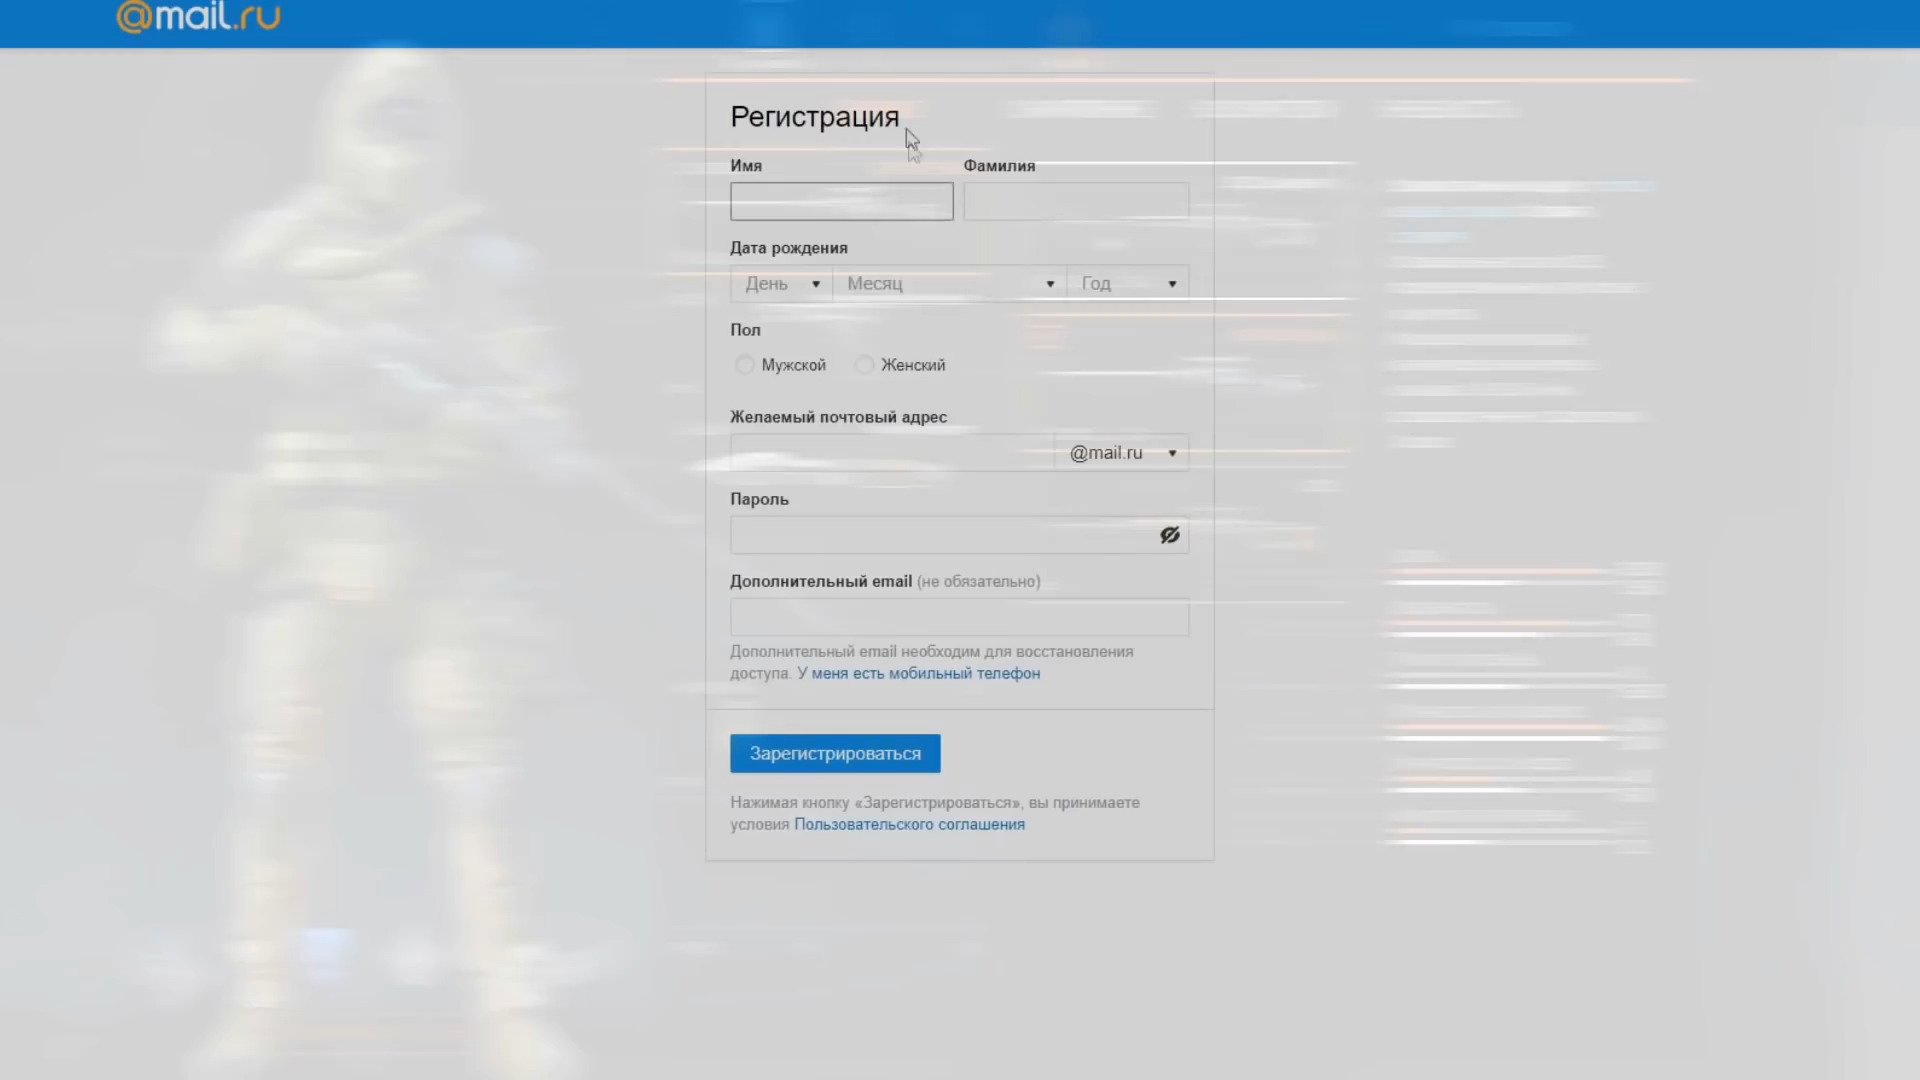 @mail.ru
Регистрация
Имя Фамилия
Дата рождения
День Месяц Год
Пол
Мужской Женский
Желаемый почтовый адрес
@mail.ru
Пароль
Дополнительный email (не обязательно)
Дополнительный email необходим для восстановления
доступа. У меня есть мобильный телефон
Зарегистрироваться
Нажимая кнопку «Зарегистрироваться», вы принимаете
условия Пользовательского соглашения